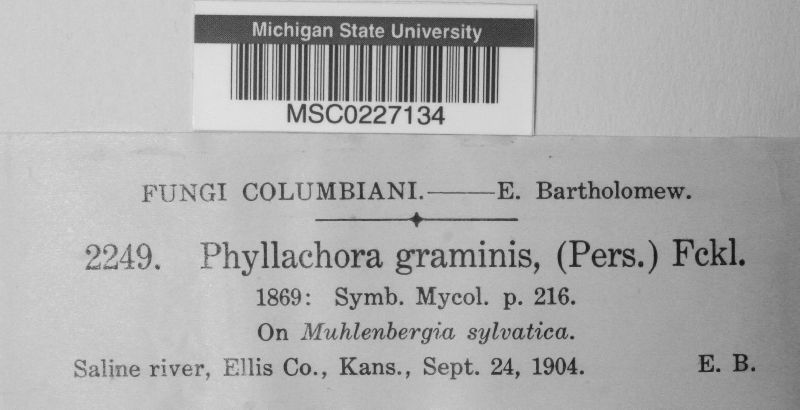 Michigan State University
MSC0227134
FUNGI COLUMBIANI.——E. Bartholomew.
2249. Phyllachora graminis, (Pers.) Fckl.
1869: Symb. Mycol. p. 216.
On Muhlenbergia sylvatica.
Saline river, Ellis Co., Kans., Sept. 24, 1904. E. B.